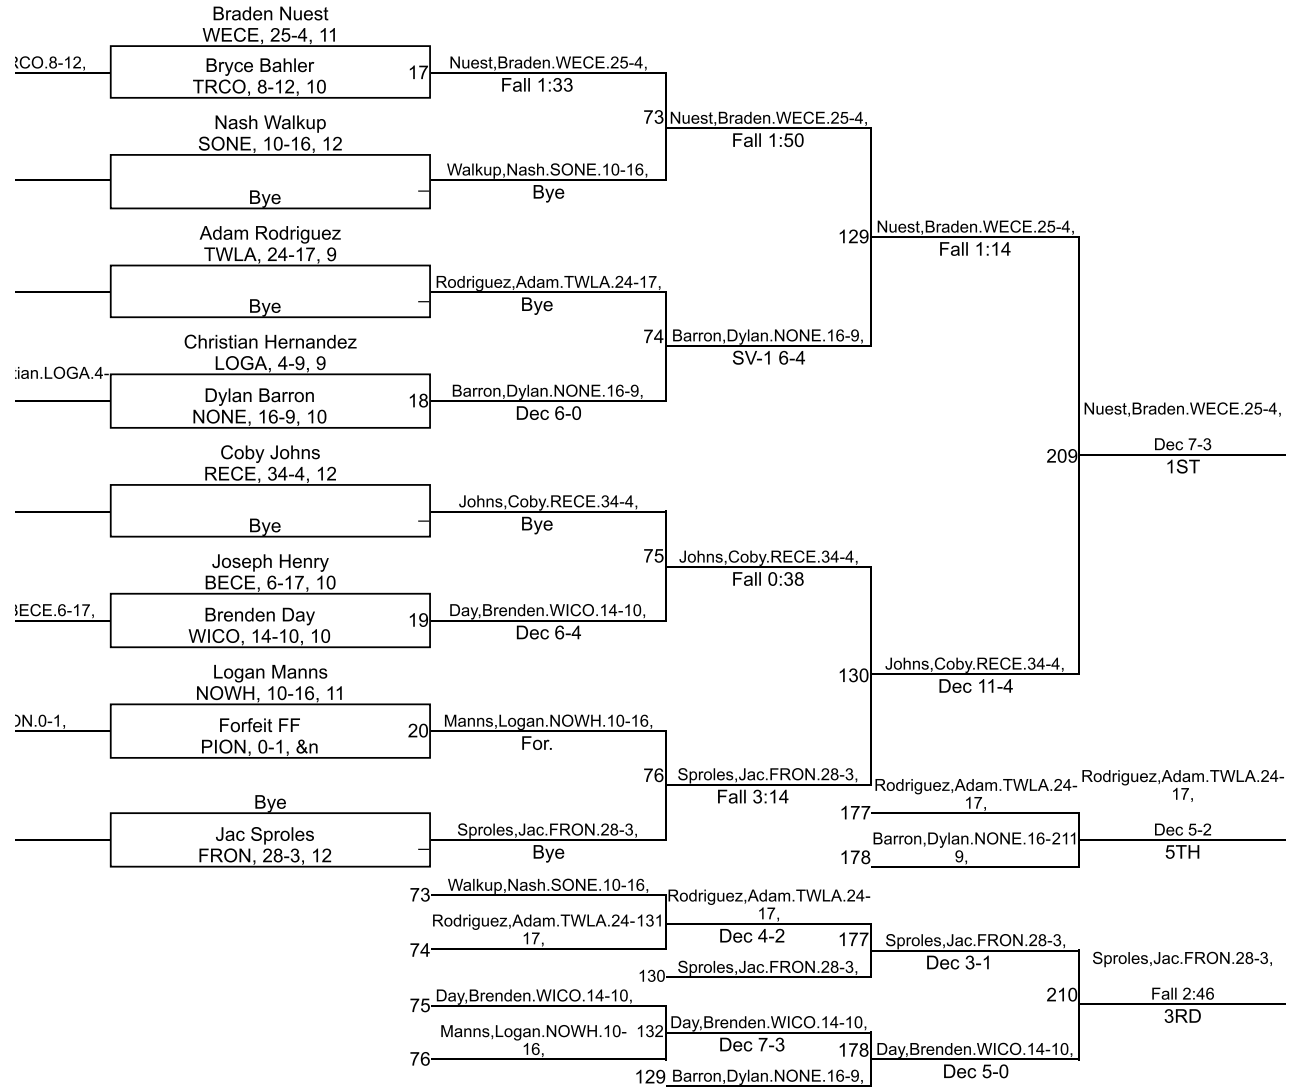 Braden Nuest
WECE, 25-4, 11
RCO.8-12,
Bryce Bahler
TRCO, 8-12, 10
17
Nuest,Braden.WECE.25-4,
Fall 1:33
Nash Walkup
SONE, 10-16, 12
Bye
Walkup,Nash.SONE.10-16,
Bye
73
Nuest,Braden.WECE.25-4,
Fall 1:50
Adam Rodriguez
TWLA, 24-17, 9
Bye
Rodriguez,Adam.TWLA.24-17,
Bye
Christian Hernandez
LOGA, 4-9, 9
tian.LOGA.4-
Dylan Barron
NONE, 16-9, 10
18
Barron,Dylan.NONE.16-9,
Dec 6-0
74
Barron,Dylan.NONE.16-9,
SV-1 6-4
129
Nuest,Braden.WECE.25-4,
Fall 1:14
Coby Johns
RECE, 34-4, 12
Bye
Johns,Coby.RECE.34-4,
Bye
Joseph Henry
BECE, 6-17, 10
BECE.6-17,
Brenden Day
WICO, 14-10, 10
19
Day,Brenden.WICO.14-10,
Dec 6-4
75
Johns,Coby.RECE.34-4,
Fall 0:38
Logan Manns
NOWH, 10-16, 11
ON.0-1,
Forfeit FF
PION, 0-1, &n
20
Manns,Logan.NOWH.10-16,
For.
Bye
Jac Sproles
FRON, 28-3, 12
Sproles,Jac.FRON.28-3,
Bye
76
Sproles,Jac.FRON.28-3,
Fall 3:14
130
Johns,Coby.RECE.34-4,
Dec 11-4
209
Nuest,Braden.WECE.25-4,
Dec 7-3
1ST
177
Rodriguez,Adam.TWLA.24-
17,
178
Barron,Dylan.NONE.16-
9,
211
Rodriguez,Adam.TWLA.24-
17,
Dec 5-2
5TH
73
Walkup,Nash.SONE.10-16,
74
Rodriguez,Adam.TWLA.24-
17,
131
Rodriguez,Adam.TWLA.24-
17,
Dec 4-2
130
Sproles,Jac.FRON.28-3,
177
Sproles,Jac.FRON.28-3,
Dec 3-1
75
Day,Brenden.WICO.14-10,
76
Manns,Logan.NOWH.10-
16,
132
Day,Brenden.WICO.14-10,
Dec 7-3
129
Barron,Dylan.NONE.16-9,
178
Day,Brenden.WICO.14-10,
Dec 5-0
210
Sproles,Jac.FRON.28-3,
Fall 2:46
3RD